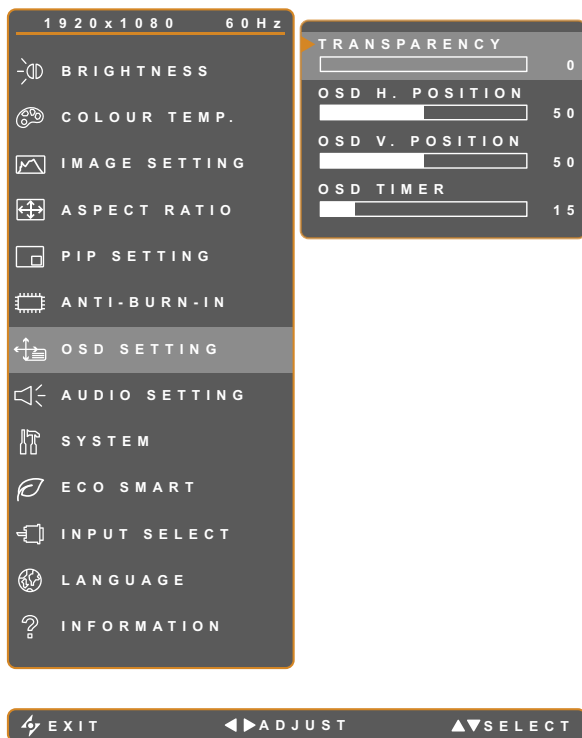 1920x1080 60Hz
BRIGHTNESS
COLOUR TEMP.
IMAGE SETTING
ASPECT RATIO
PIP SETTING
ANTI-BURN-IN
OSD SETTING
AUDIO SETTING
SYSTEM
ECO SMART
INPUT SELECT
LANGUAGE
INFORMATION
TRANSPARENCY
0
OSD H. POSITION
50
OSD V. POSITION
50
OSD TIMER
15
EXIT ADJUST SELECT